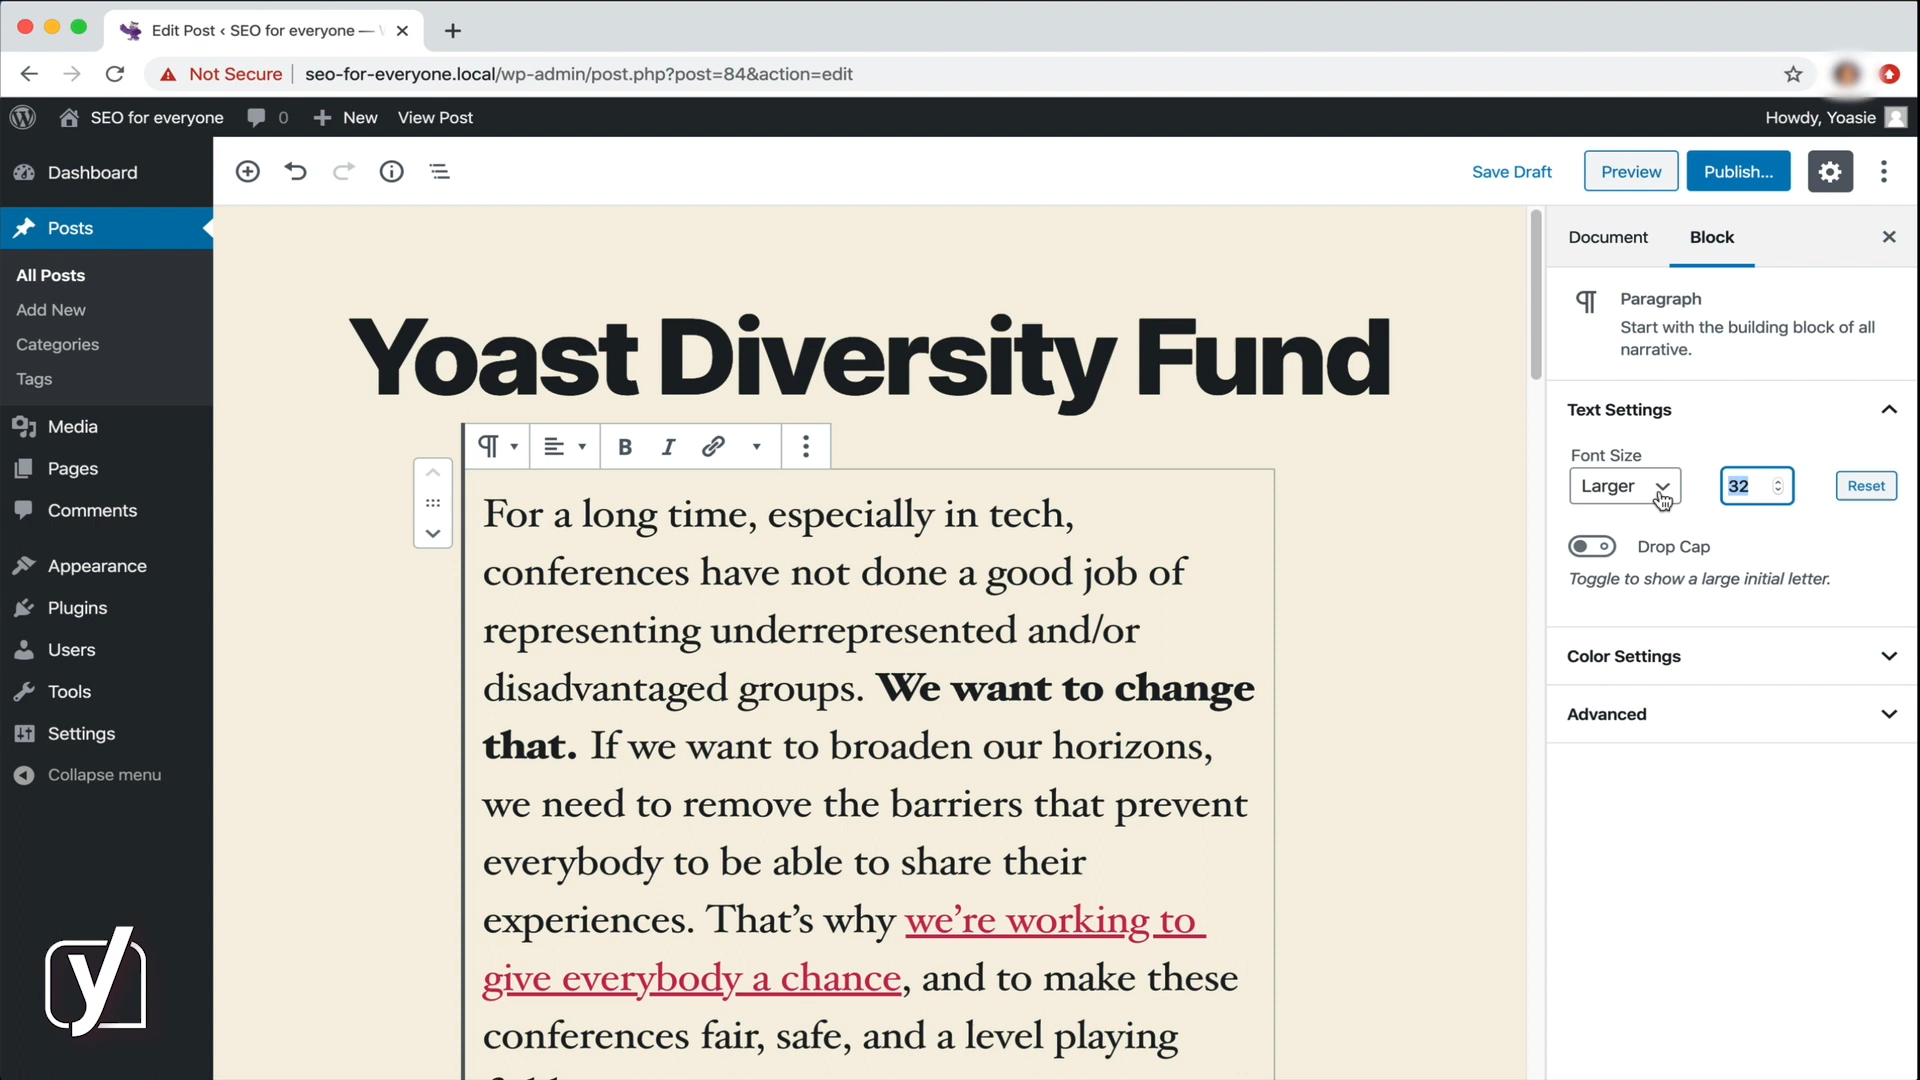 Edit Post ‹ SEO for everyone —
Not Secure
seo-for-everyone.local/wp-admin/post.php?post=84&action=edit
SEO for everyone
0
New
View Post
Howdy, Yoasie
Dashboard
Posts
All Posts
Add New
Categories
Tags
Media
Pages
Comments
Appearance
Plugins
Users
Tools
Settings
Collapse menu
y
Save Draft
Preview
Publish...
Yoast Diversity Fund
B I
For a long time, especially in tech,
conferences have not done a good job of
representing underrepresented and/or
disadvantaged groups. We want to change
that. If we want to broaden our horizons,
we need to remove the barriers that prevent
everybody to be able to share their
experiences. That’s why we’re working to
give everybody a chance, and to make these
conferences fair, safe, and a level playing
Document
Block
Paragraph
Start with the building block of all
narrative.
Text Settings
Font Size
Larger
32
Reset
Drop Cap
Toggle to show a large initial letter.
Color Settings
Advanced